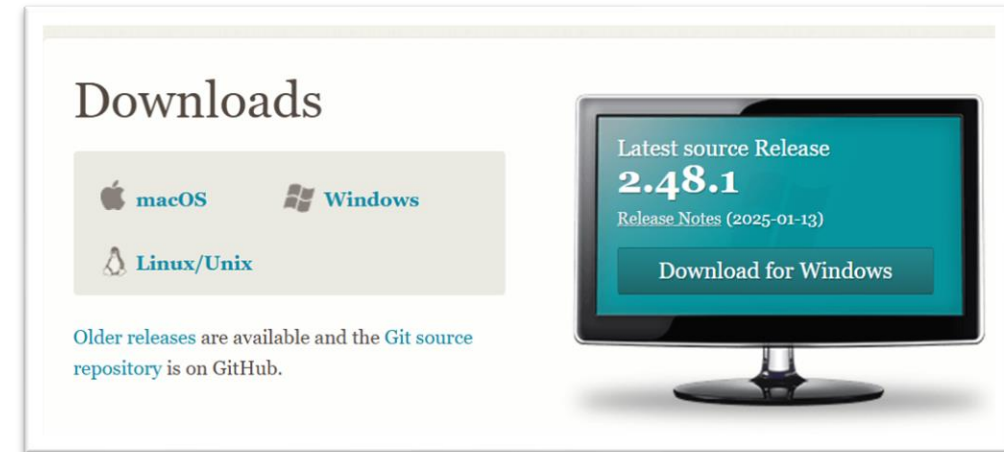 Downloads
macOS
Windows
Linux/Unix
Older releases are available and the Git source
repository is on GitHub.
Latest source Release
2.48.1
Release Notes (2025-01-13)
Download for Windows